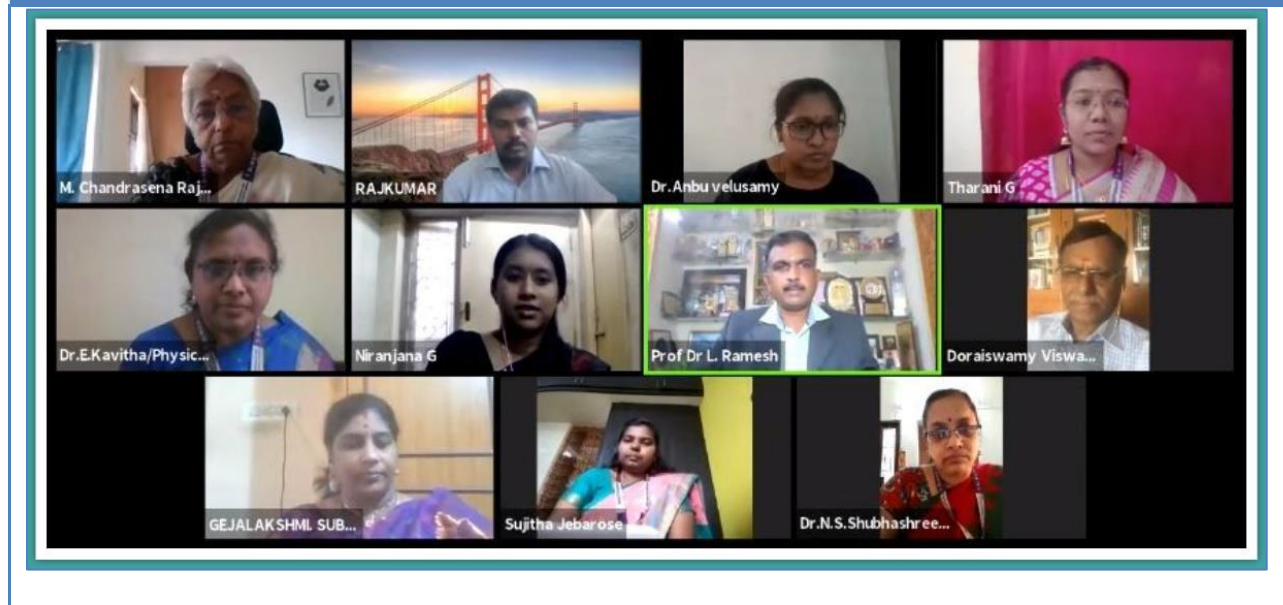 M. Chandrasena Raj...
RAJKUMAR
Dr.Anbu velusamy
Tharani G
Dr.E.Kavitha/Physic...
Niranjana G
Prof Dr L. Ramesh
Doraiswamy Viswa...
GEJALAKSHMI. SUB...
Sujitha Jebarose
Dr.N.S.Shubhashree...